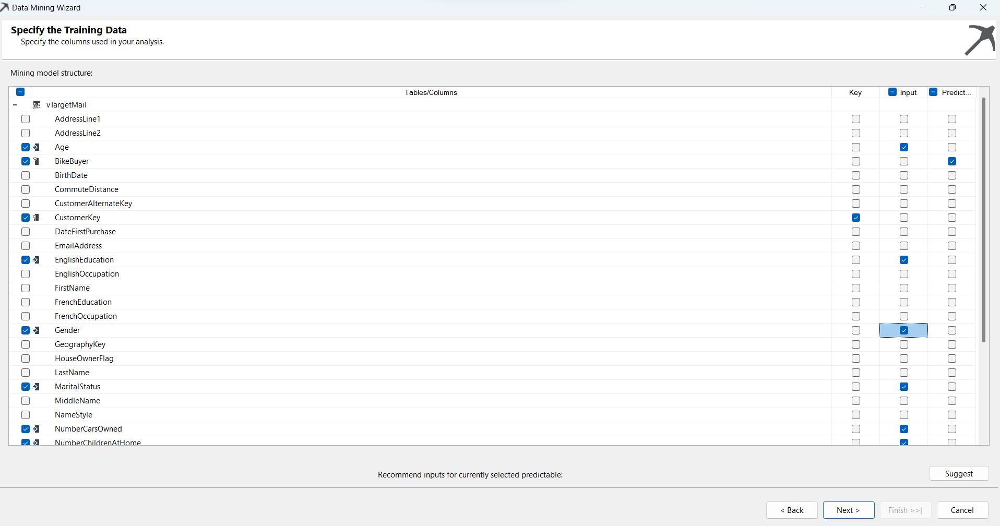 Data Mining Wizard
Specify the Training Data
Specify the columns used in your analysis.
Mining model structure:
Tables/Columns Key Input Predict...
vTargetMail
AddressLine1
AddressLine2
Age
BikeBuyer
BirthDate
CommuteDistance
CustomerAlternateKey
CustomerKey
DateFirstPurchase
EmailAddress
EnglishEducation
EnglishOccupation
FirstName
FrenchEducation
FrenchOccupation
Gender
GeographyKey
HouseOwnerFlag
LastName
MaritalStatus
MiddleName
NameStyle
NumberCarsOwned
NumberChildrenAtHome
Recommend inputs for currently selected predictable: Suggest
< Back Next > Finish >>| Cancel